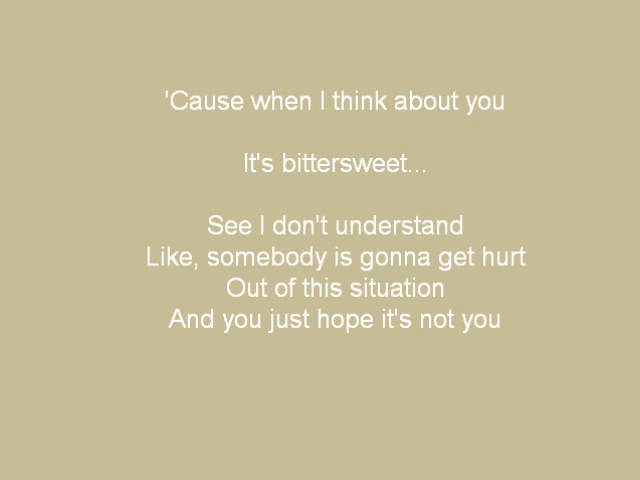 'Cause when I think about you
It's bittersweet...
See I don't understand
Like, somebody is gonna get hurt
Out of this situation
And you just hope it's not you